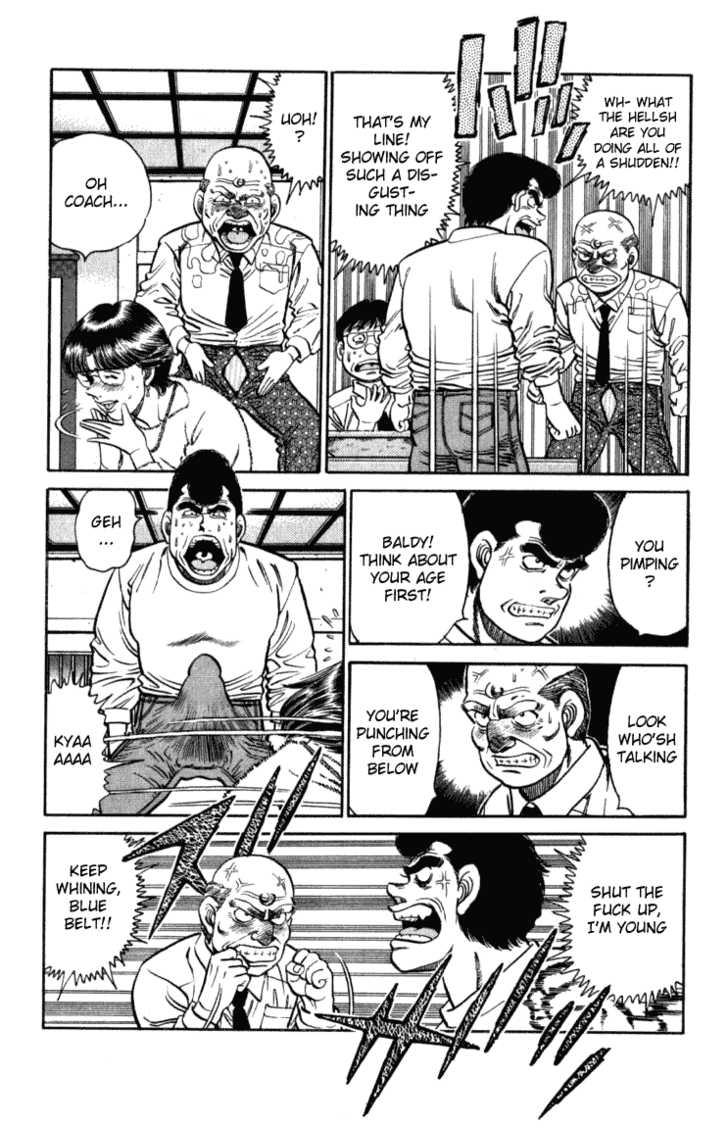 WH- WHAT
THE HELLSH
ARE YOU
DOING ALL OF
A SHUDDEN!!
THAT'S MY
LINE!
SHOWING OFF
SUCH A DIS-
GUST-
ING THING
UOH!
?
OH
COACH...
YOU
PIMPING
?
BALDY!
THINK ABOUT
YOUR AGE
FIRST!
GEH
...
KYAA
AAAA
LOOK
WHO'SH
TALKING
YOU'RE
PUNCHING
FROM
BELOW
SHUT THE
FUCK UP,
I'M YOUNG
KEEP
WHINING,
BLUE
BELT!!